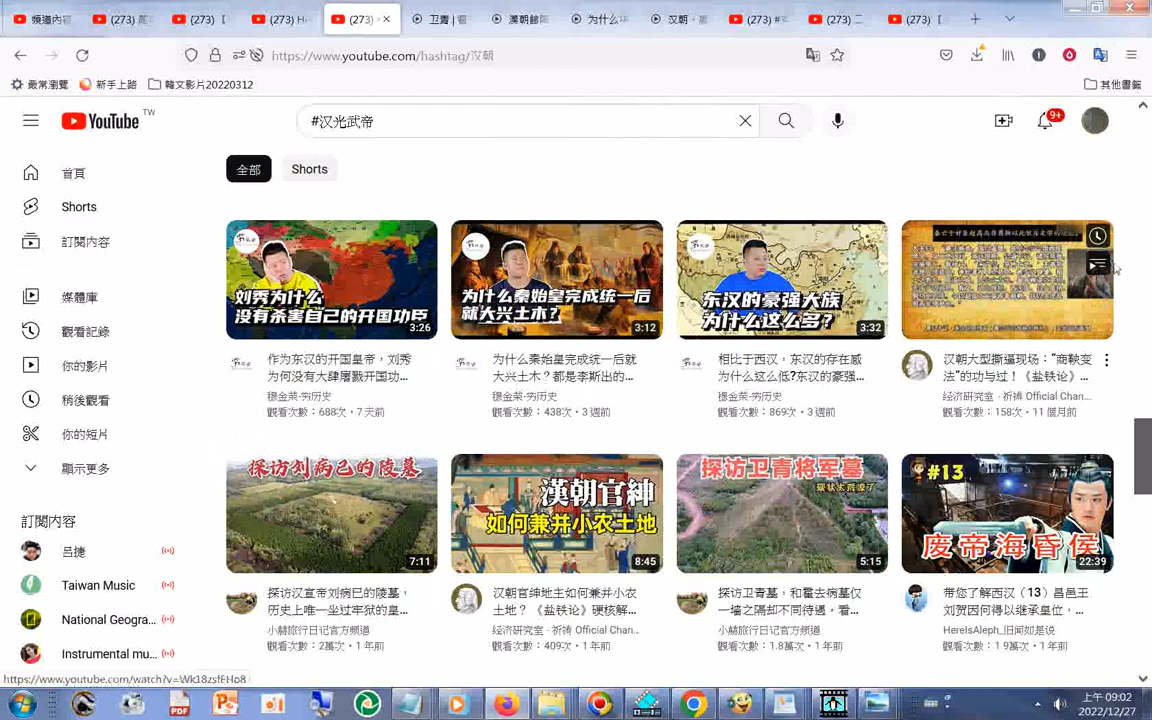 頻道內容
(273)
(273)
(273)
(273)
卫青
漢朝
为什么
汉朝
(273)
(273) 二
(273)
https://www.youtube.com/hashtag/汉朝
最常瀏覽
新手上路
韓文影片20220312
其他書籤
YouTube TW
#汉光武帝
9+
首頁
Shorts
訂閱內容
媒體庫
觀看記錄
你的影片
稍後觀看
你的短片
顯示更多
訂閱內容
呂捷
Taiwan Music
National Geogra...
Instrumental mu...
全部
Shorts
刘秀为什么
没有杀害自己的开国功臣
3:26
作为东汉的开国皇帝，刘秀
为何没有大肆屠戮开国功...
穆金荣-穷历史
觀看次數：688次・7 天前
为什么秦始皇完成统一后
就大兴土木？
3:12
为什么秦始皇完成统一后就
大兴土木？都是李斯出的...
穆金荣-穷历史
觀看次數：438次・3 週前
东汉的豪强大族
为什么这么多？
3:32
相比于西汉，东汉的存在感
为什么这么低?东汉的豪强...
穆金荣-穷历史
觀看次數：869次・3 週前
汉朝大型撕逼现场：“商鞅变
法”的功与过！《盐铁论》...
经济研究室 · 祈祷 Official Chan...
觀看次數：158次・11 個月前
探访刘病已的陵墓
7:11
探访汉宣帝刘病已的陵墓，
历史上唯一坐过牢狱的皇...
小赫旅行日记官方频道
觀看次數：2萬次・1 年前
漢朝官紳
如何兼并小农土地
8:45
汉朝官绅地主如何兼并小农
土地？ 《盐铁论》硬核解...
经济研究室 · 祈祷 Official Chan...
觀看次數：409次・1 年前
探访卫青将军墓
现状太荒凉了
5:15
探访卫青墓，和霍去病墓仅
一墙之隔却不同待遇，看...
小赫旅行日记官方频道
觀看次數：1.8萬次・1 年前
#13
废帝海昏侯
22:39
带您了解西汉（13）昌邑王
刘贺因何得以继承皇位，...
HereIsAleph_旧闻如是说
觀看次數：1 9萬次・1 年前
https://www.youtube.com/watch?v=Wk18zsfEHo8
PDF
上午 09:02
2022/12/27